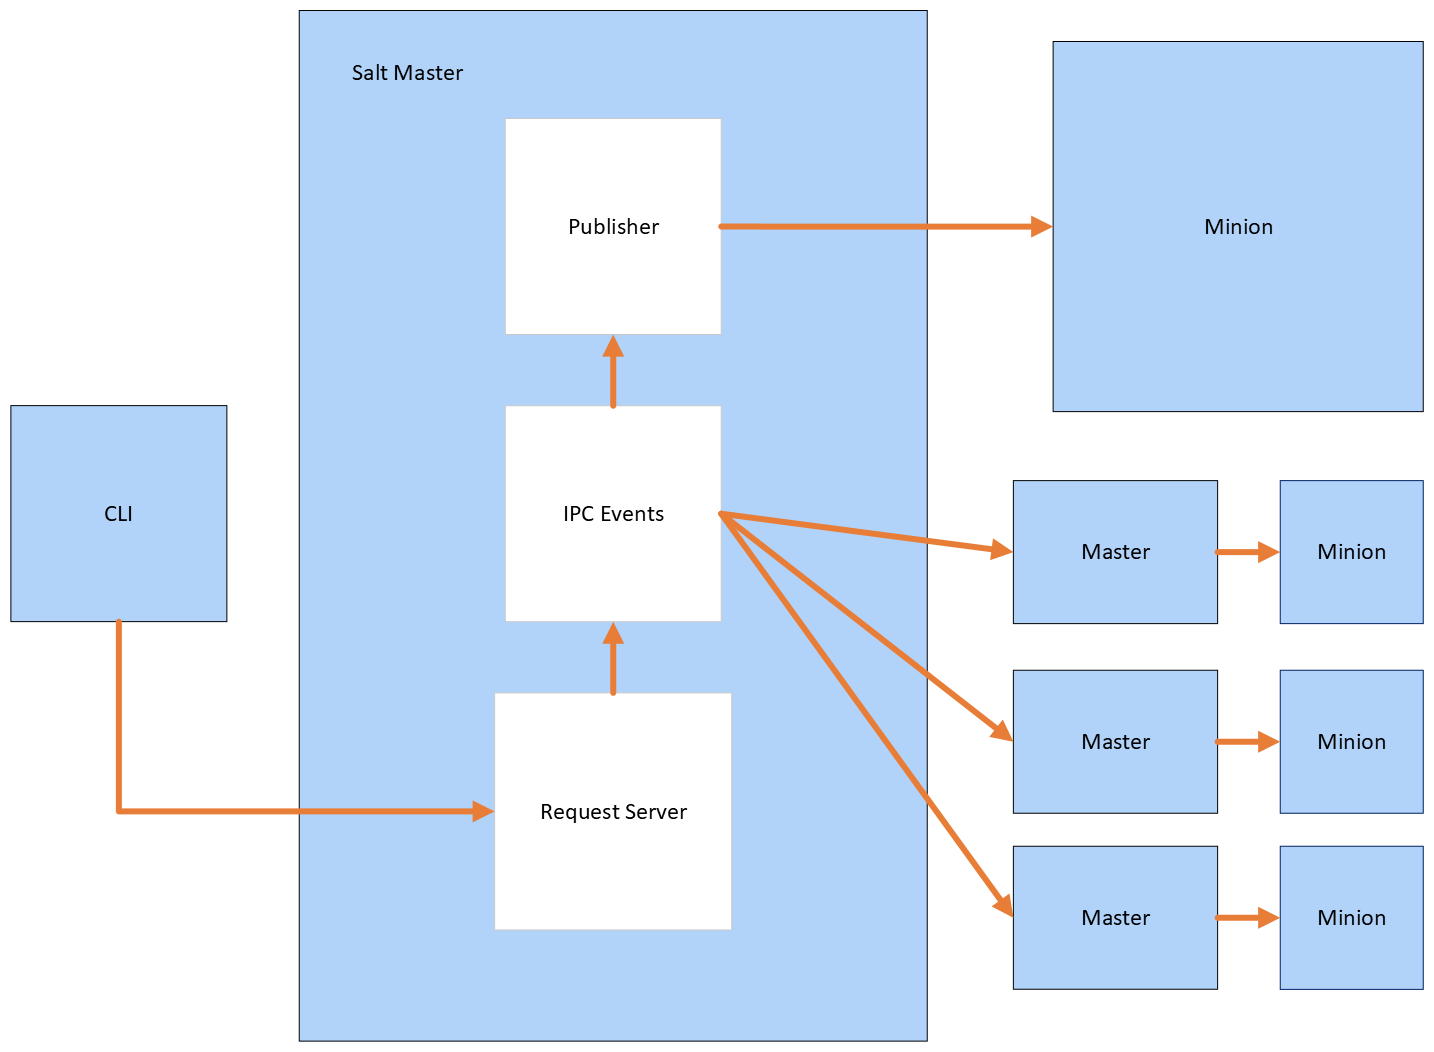 Salt Master
Publisher
Minion
CLI
IPC Events
Master
Minion
Master
Minion
Request Server
Master
Minion